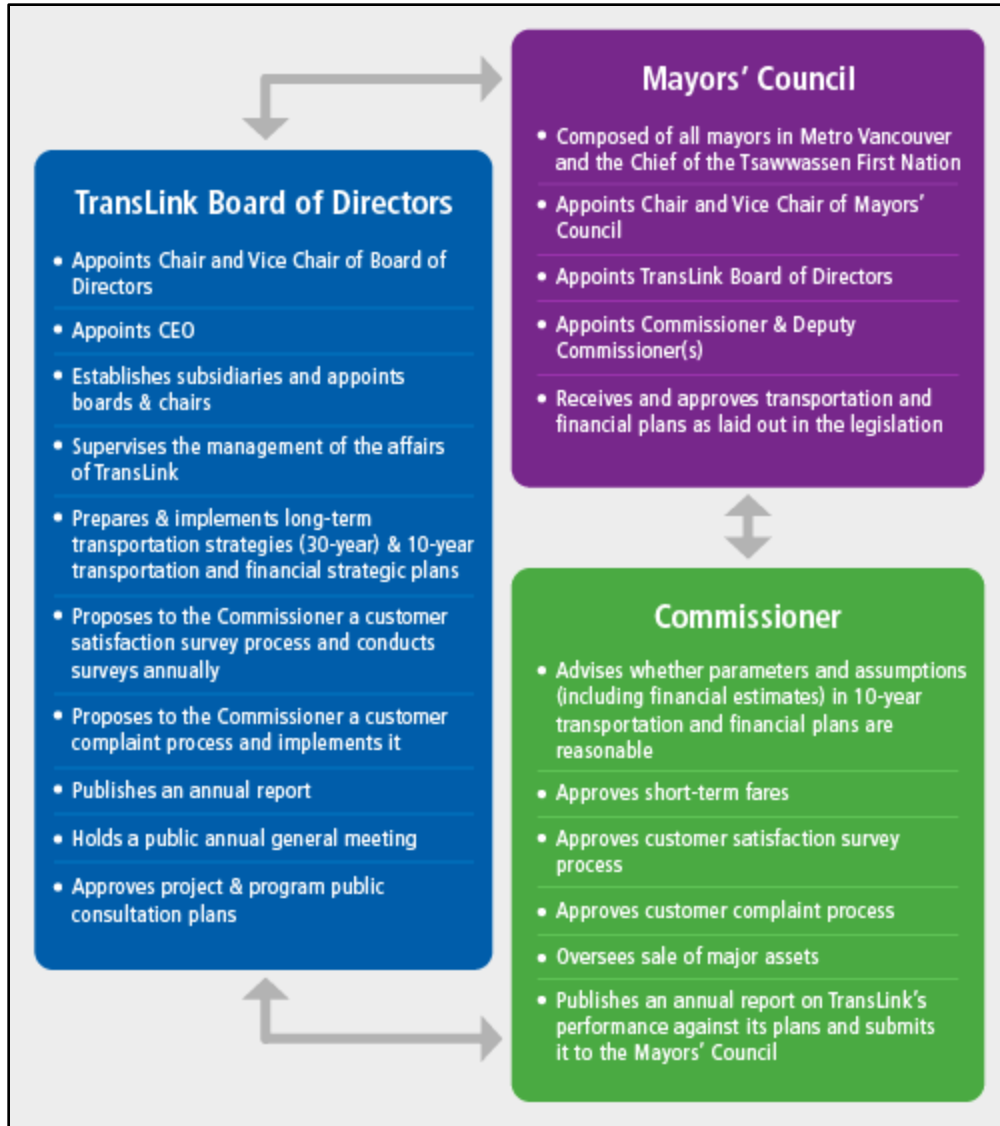 TransLink Board of Directors
• Appoints Chair and Vice Chair of Board of
Directors
• Appoints CEO
• Establishes subsidiaries and appoints
boards & chairs
• Supervises the management of the affairs
of TransLink
• Prepares & implements long-term
transportation strategies (30-year) & 10-year
transportation and financial strategic plans
• Proposes to the Commissioner a customer
satisfaction survey process and conducts
surveys annually
• Proposes to the Commissioner a customer
complaint process and implements it
• Publishes an annual report
• Holds a public annual general meeting
• Approves project & program public
consultation plans
Mayors’ Council
• Composed of all mayors in Metro Vancouver
and the Chief of the Tsawwassen First Nation
• Appoints Chair and Vice Chair of Mayors’
Council
• Appoints TransLink Board of Directors
• Appoints Commissioner & Deputy
Commissioner(s)
• Receives and approves transportation and
financial plans as laid out in the legislation
Commissioner
• Advises whether parameters and assumptions
(including financial estimates) in 10-year
transportation and financial plans are
reasonable
• Approves short-term fares
• Approves customer satisfaction survey
process
• Approves customer complaint process
• Oversees sale of major assets
• Publishes an annual report on TransLink’s
performance against its plans and submits
it to the Mayors’ Council